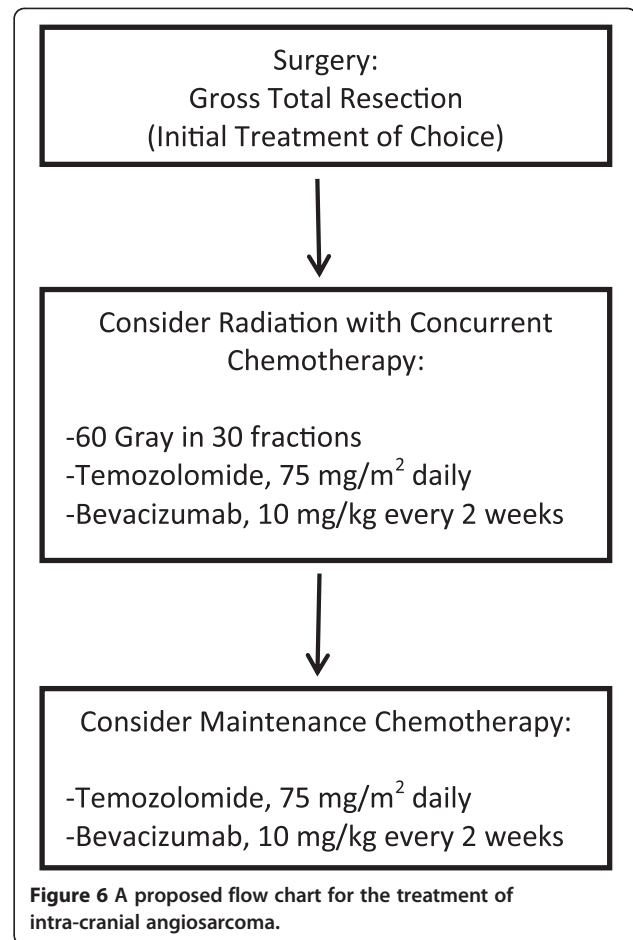 Surgery:
Gross Total Resection
(Initial Treatment of Choice)
Consider Radiation with Concurrent
Chemotherapy:
-60 Gray in 30 fractions
-Temozolomide, 75 mg/m² daily
-Bevacizumab, 10 mg/kg every 2 weeks
Consider Maintenance Chemotherapy:
-Temozolomide, 75 mg/m² daily
-Bevacizumab, 10 mg/kg every 2 weeks
Figure 6 A proposed flow chart for the treatment of
intra-cranial angiosarcoma.